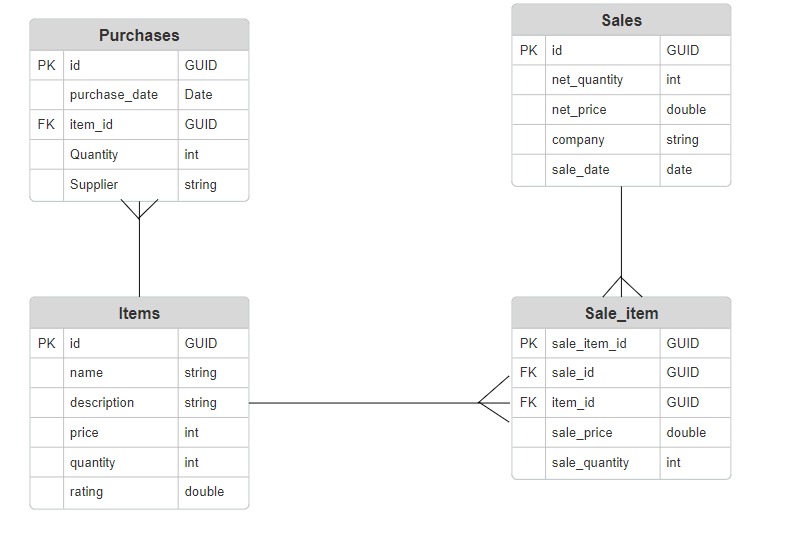 Purchases
PK id GUID
purchase_date Date
FK item_id GUID
Quantity int
Supplier string
Sales
PK id GUID
net_quantity int
net_price double
company string
sale_date date
Items
PK id GUID
name string
description string
price int
quantity int
rating double
Sale_item
PK sale_item_id GUID
FK sale_id GUID
FK item_id GUID
sale_price double
sale_quantity int